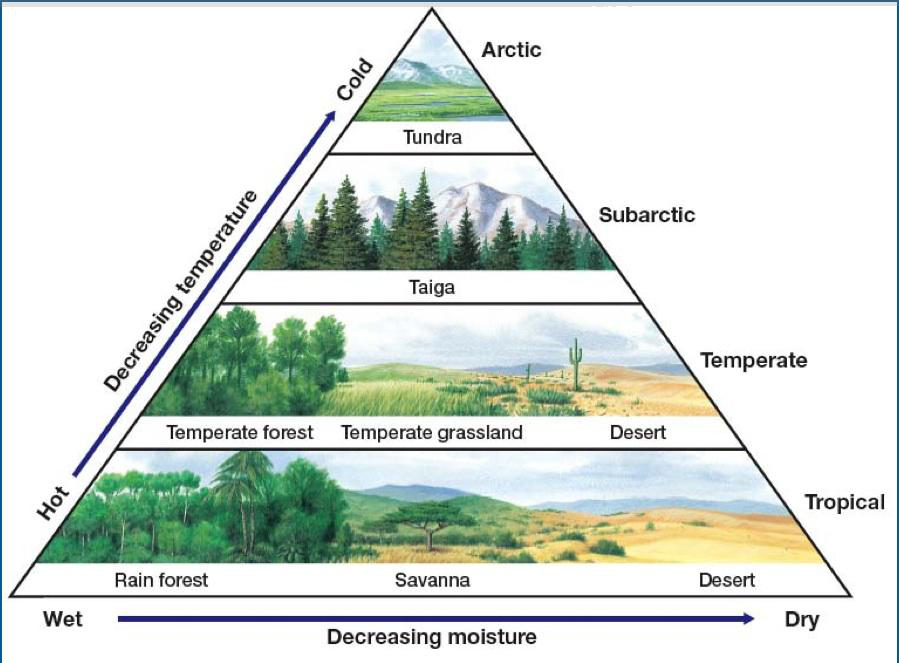 Arctic
Cold
Tundra
Subarctic
Decreasing temperature
Taiga
Temperate
Temperate forest Temperate grassland Desert
Hot
Tropical
Rain forest Savanna Desert
Wet Dry
Decreasing moisture